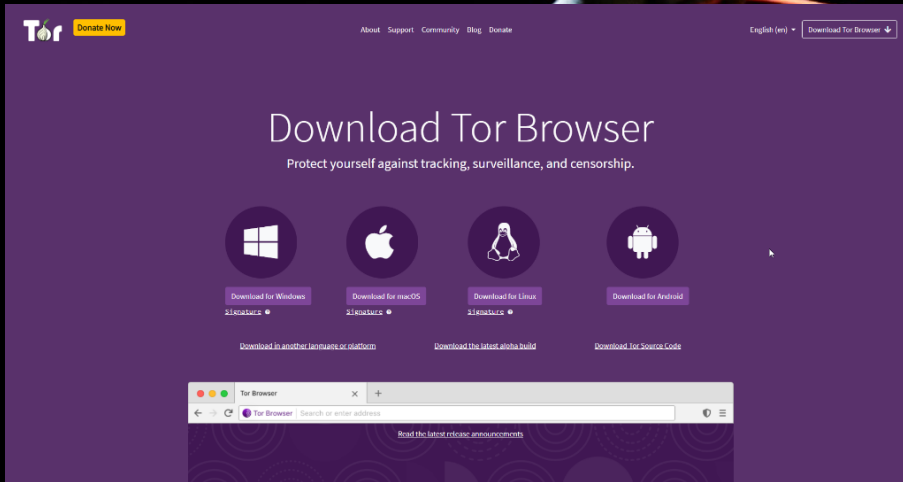 Tor
Donate Now
About Support Community Blog Donate
English (en)
Download Tor Browser
Download Tor Browser
Protect yourself against tracking, surveillance, and censorship.
Download for Windows
Download for macOS
Download for Linux
Download for Android
Signature
Signature
Signature
Download in another language or platform
Download the latest alpha build
Download Tor Source Code
Tor Browser
Tor Browser
Search or enter address
Read the latest release announcements